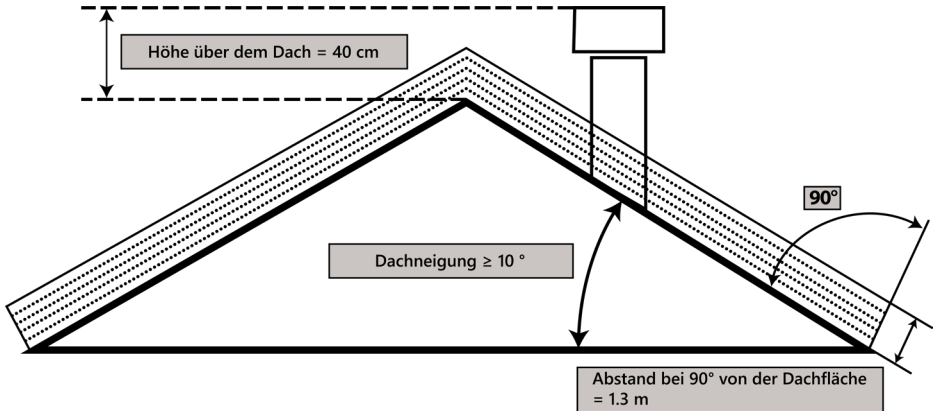 Höhe über dem Dach = 40 cm
90°
Dachneigung ≥ 10 °
Abstand bei 90° von der Dachfläche
= 1.3 m